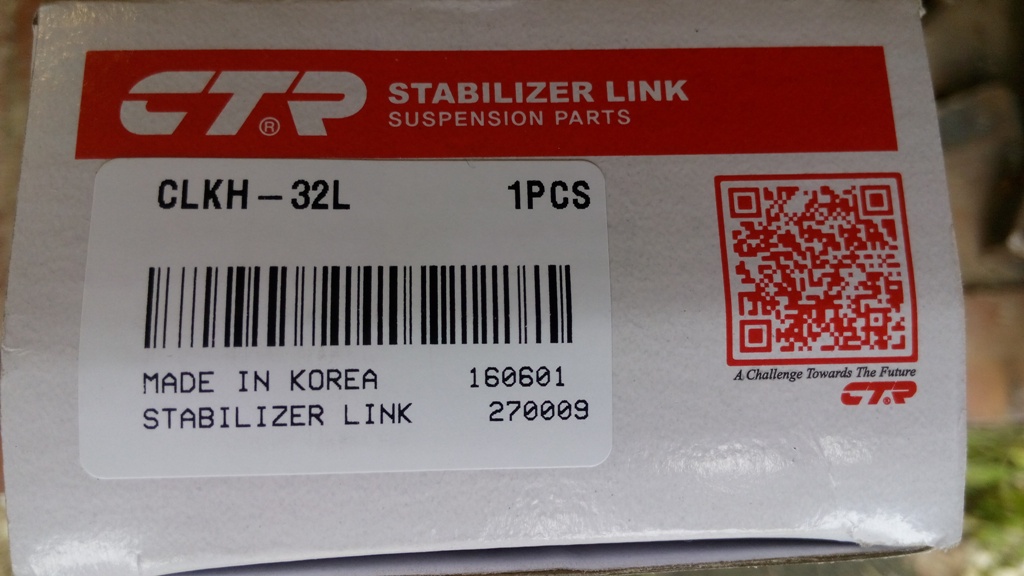 CTR® STABILIZER LINK
SUSPENSION PARTS
CLKH-32L 1PCS
MADE IN KOREA 160601
STABILIZER LINK 270009
A Challenge Towards The Future
CTR®